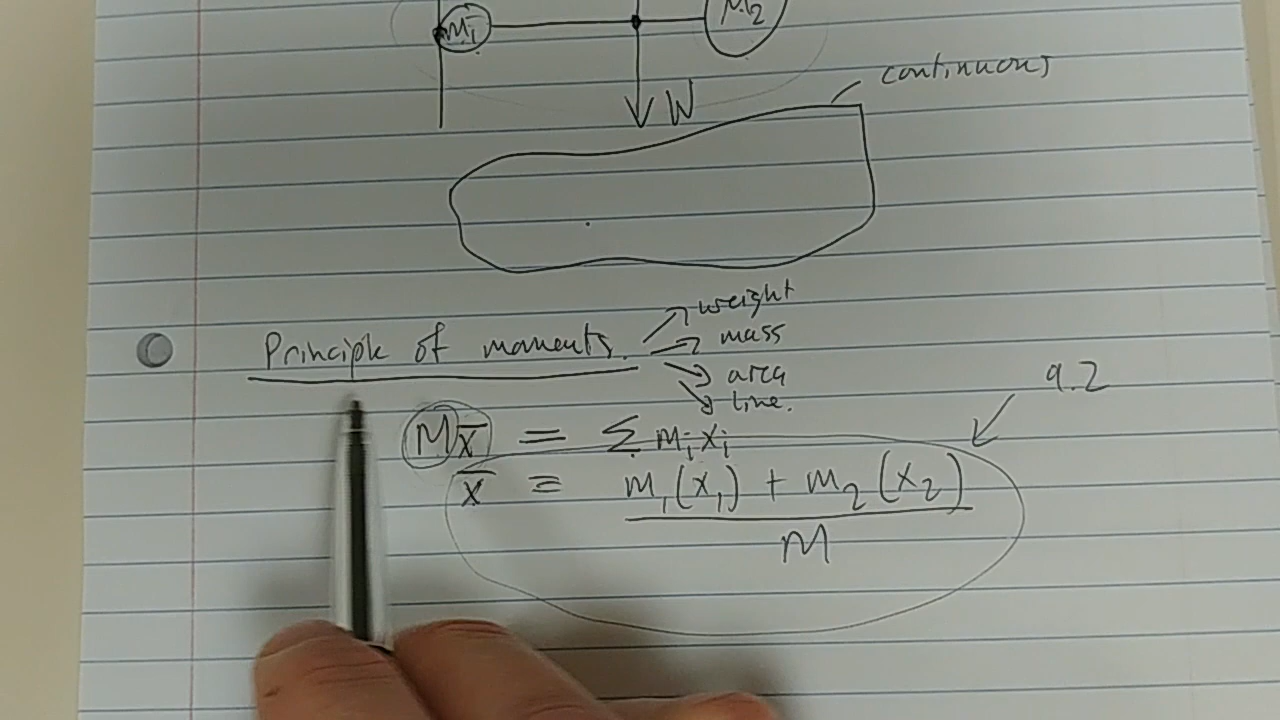 m₁ M₂
continuous
W
Principle of moments.
weight
mass
area
line.
9.2
Mx̄ = Σ mᵢxᵢ
x̄ = m₁(x₁) + m₂(x₂)
M